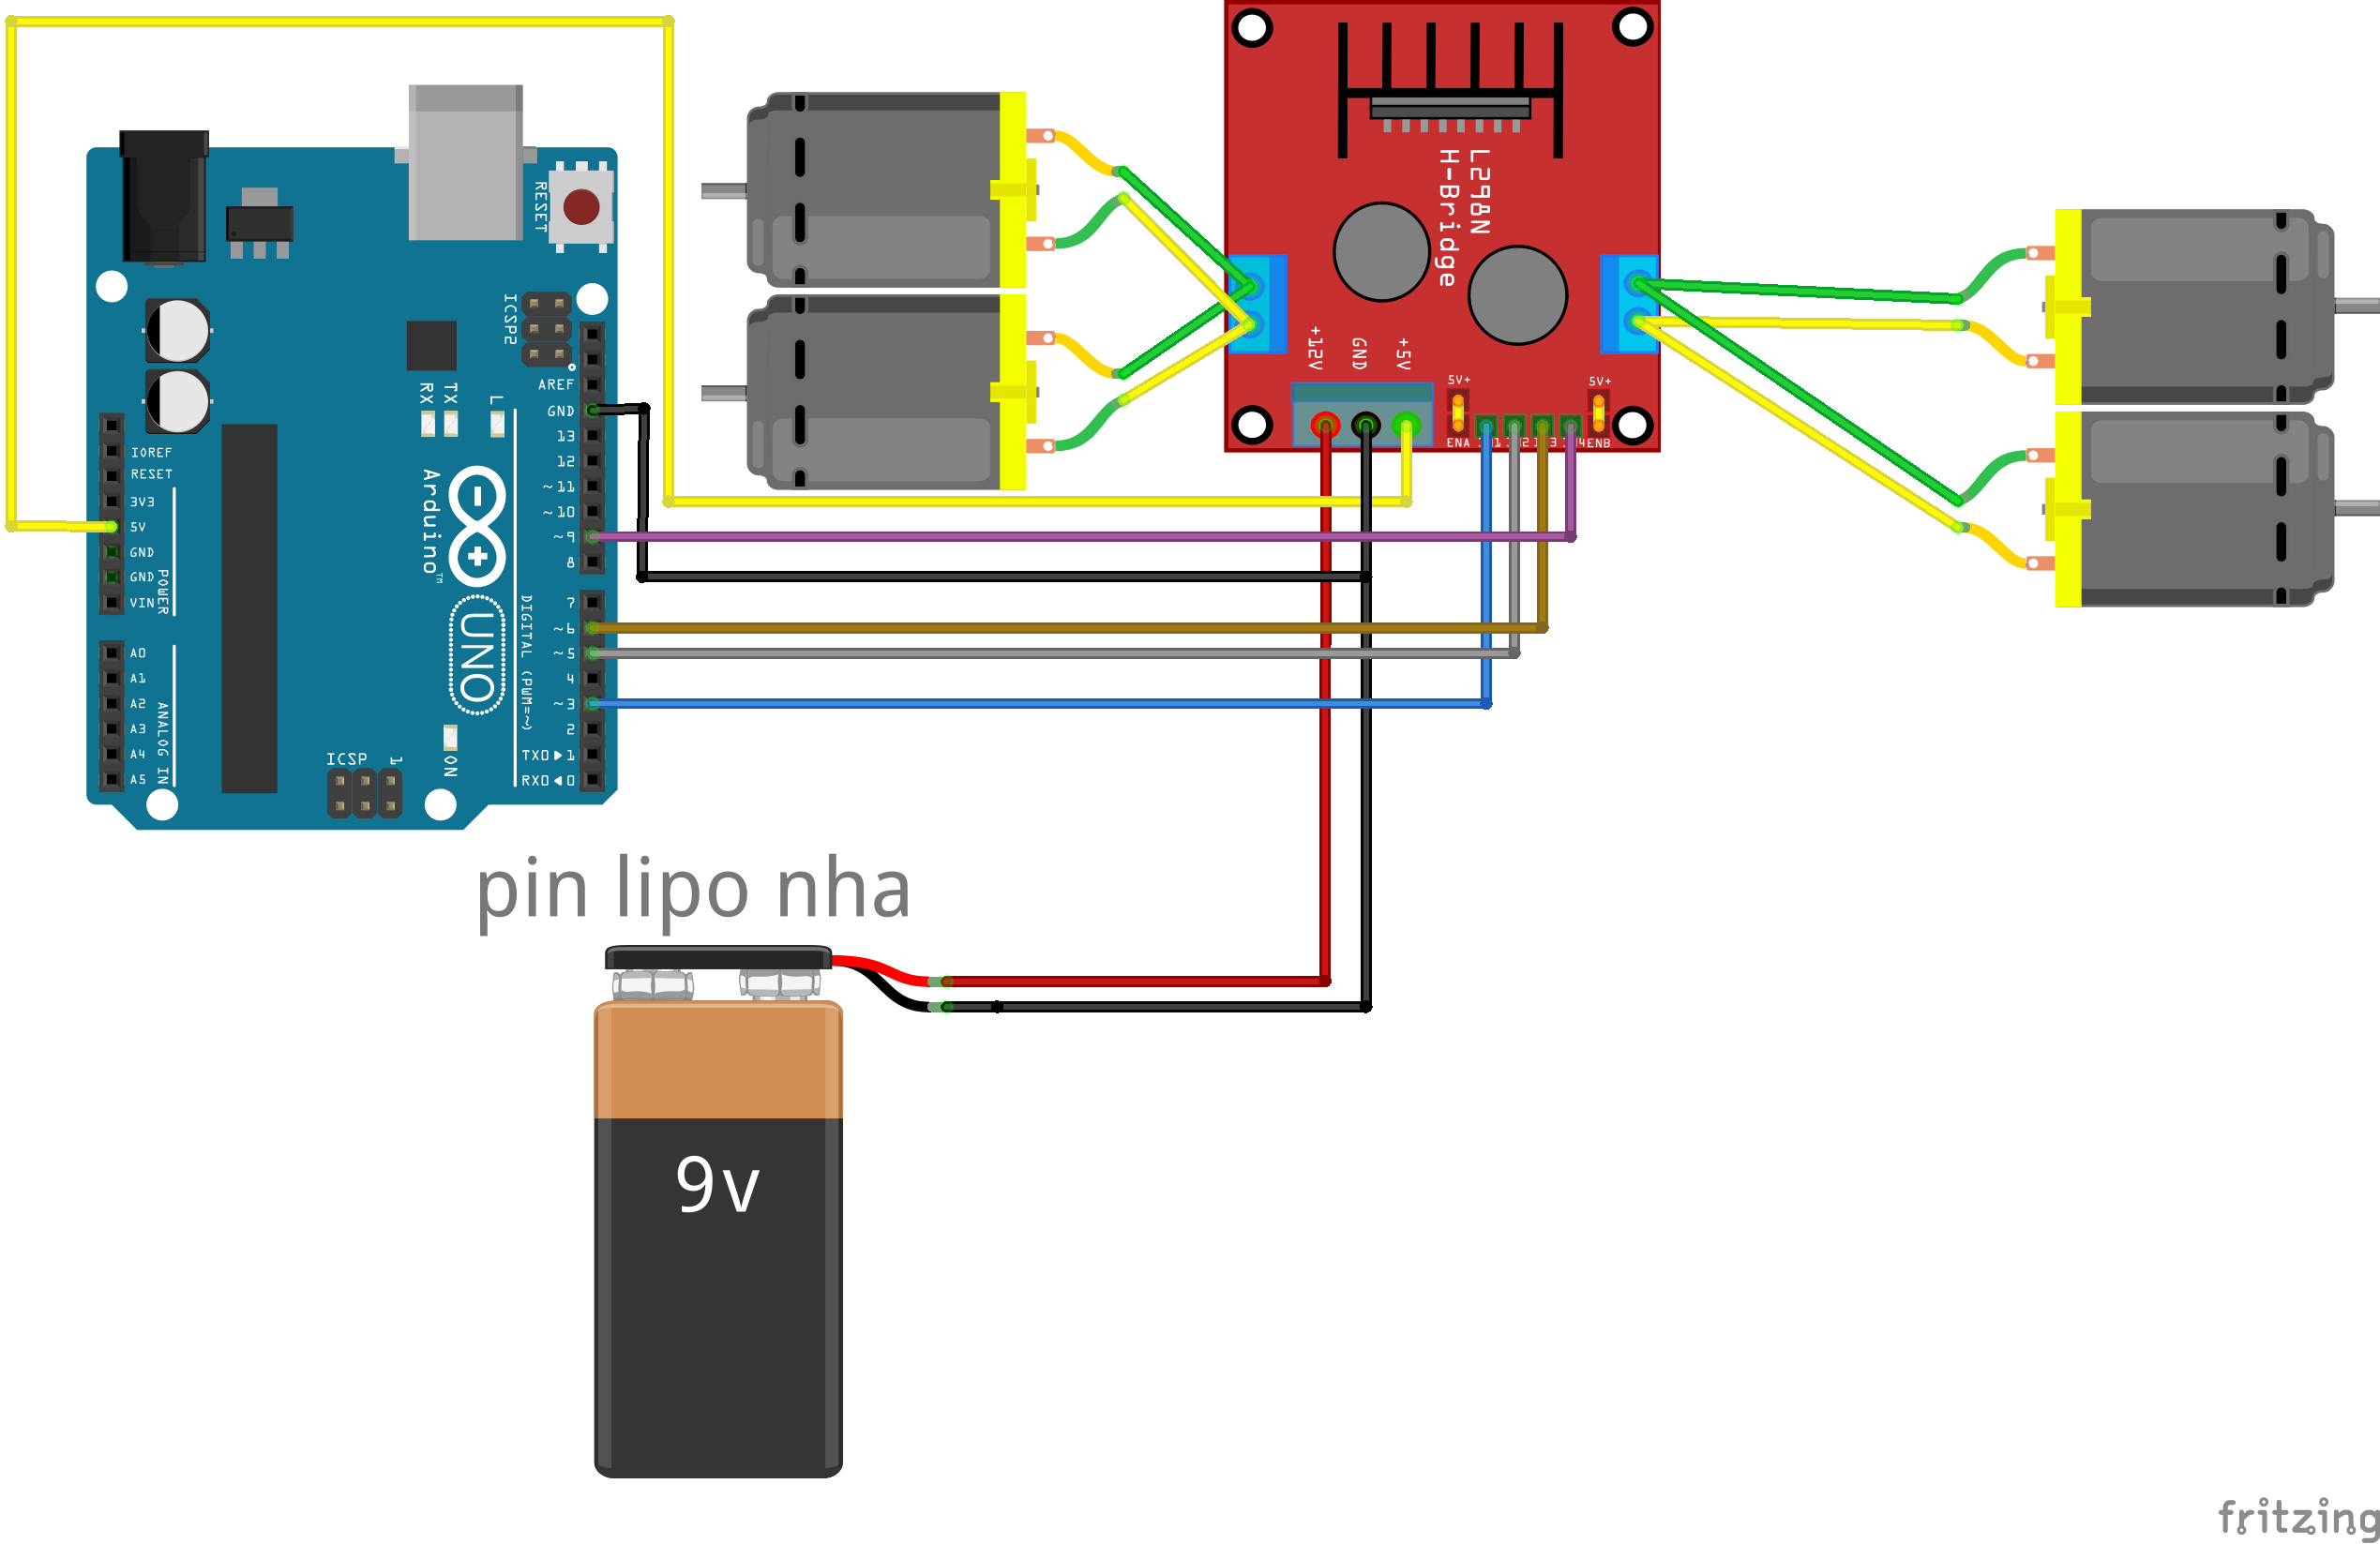 L298N
H-Bridge
+12V
GND
+5V
5V+
5V+
ENA
ENB
RESET
ICSP2
AREF
GND
13
12
~11
~10
~9
8
7
~6
~5
4
~3
2
TX0▶1
RX0◀0
RX
TX
L
IOREF
RESET
3V3
5V
GND
GND
VIN
POWER
A0
A1
A2
A3
A4
A5
ANALOG IN
Arduino™
UNO
DIGITAL (PWM=~)
ON
ICSP
1
pin lipo nha
9v
fritzing